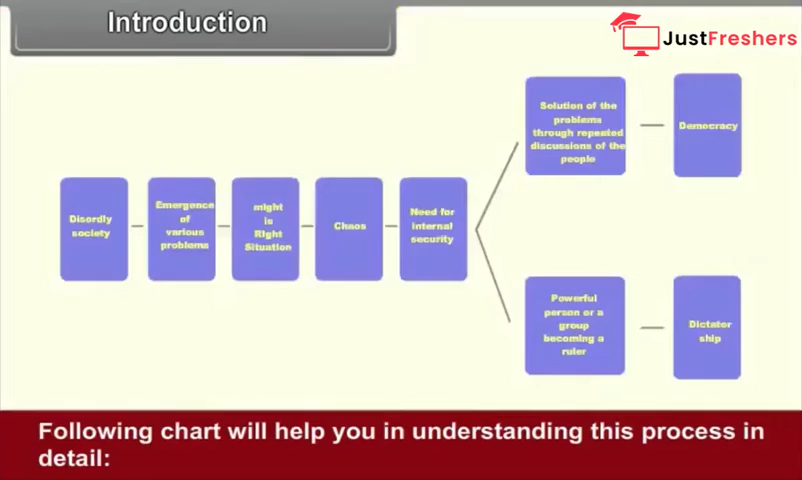 Introduction
JustFreshers
Disordly
society
Emergence
of
various
problems
might
is
Right
Situation
Chaos
Need for
internal
security
Solution of the
problems
through repeated
discussions of the
people
Democracy
Powerful
person or a
group
becoming a
ruler
Dictator
ship
Following chart will help you in understanding this process in
detail: